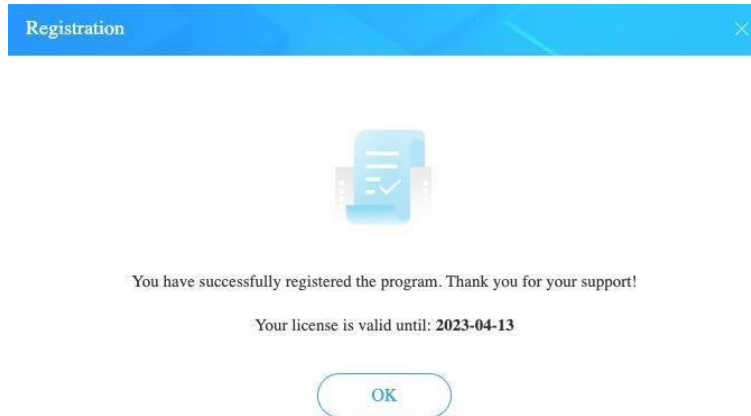 Registration
You have successfully registered the program. Thank you for your support!
Your license is valid until: 2023-04-13
OK